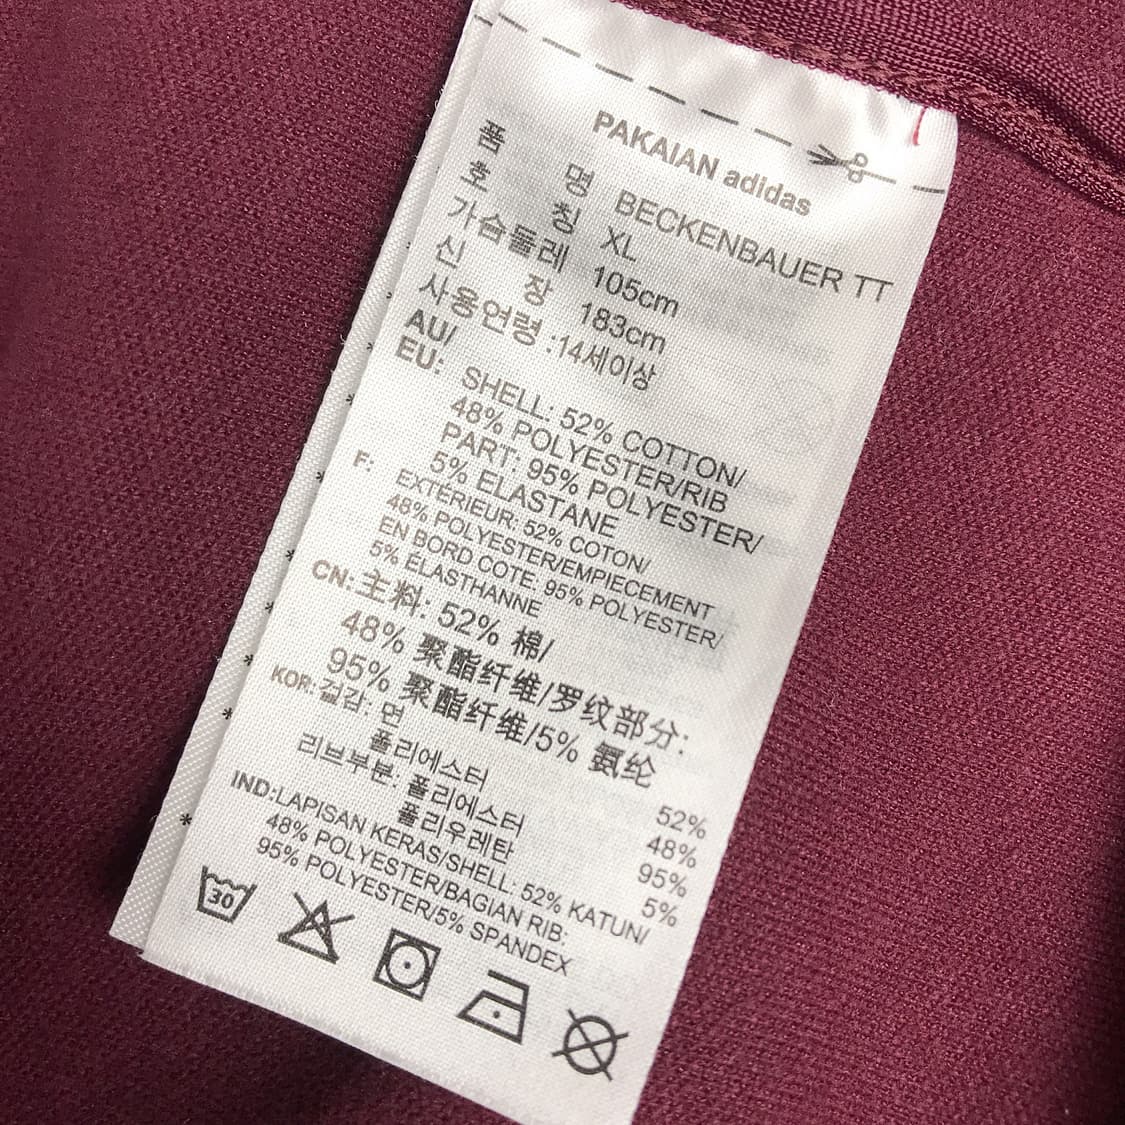 PAKAIAN adidas
품 명 BECKENBAUER TT
호 칭 XL
가슴둘레 105cm
신 장 183cm
사용연령 :14세이상
AU/
EU: SHELL: 52% COTTON/
48% POLYESTER/RIB
PART: 95% POLYESTER/
5% ELASTANE
F: EXTÉRIEUR: 52% COTON/
48% POLYESTER/EMPIECEMENT
EN BORD COTE, 95% POLYESTER/
5% ÉLASTHANNE
CN: 主料: 52% 棉/
48% 聚酯纤维/罗纹部分:
95% 聚酯纤维/5% 氨纶
KOR: 겉감: 면 52%
폴리에스터 48%
리브부분: 폴리에스터 95%
폴리우레탄 5%
IND:LAPISAN KERAS/SHELL: 52% KATUN/
48% POLYESTER/BAGIAN RIB:
95% POLYESTER/5% SPANDEX
30